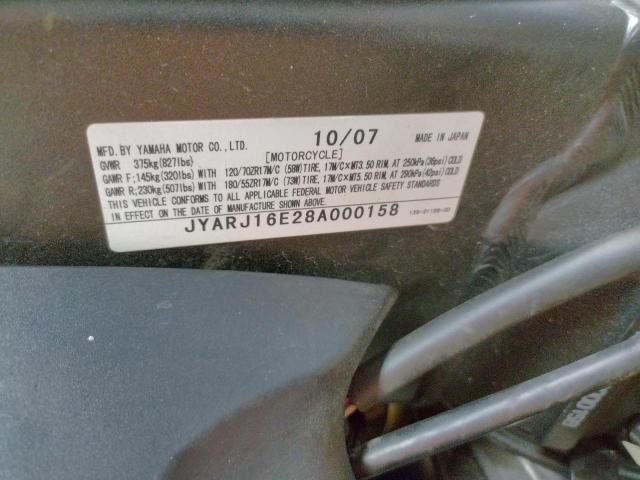 MFD. BY YAMAHA MOTOR CO., LTD. 10/07 MADE IN JAPAN
GVWR 375kg(827lbs) [MOTORCYCLE]
GAWR F:145kg(320lbs) WITH 120/70ZR17M/C (58W)TIRE, 17M/C×MT3.50 RIM, AT 250kPa(36psi)COLD
GAWR R:230kg(507lbs) WITH 180/55ZR17M/C (73W)TIRE, 17M/C×MT5.50 RIM, AT 290kPa(42psi)COLD
THIS VEHICLE CONFORMS TO ALL APPLICABLE FEDERAL MOTOR VEHICLE SAFETY STANDARDS
IN EFFECT ON THE DATE OF MANUFACTURE SHOWN ABOVE.
JYARJ16E28A000158